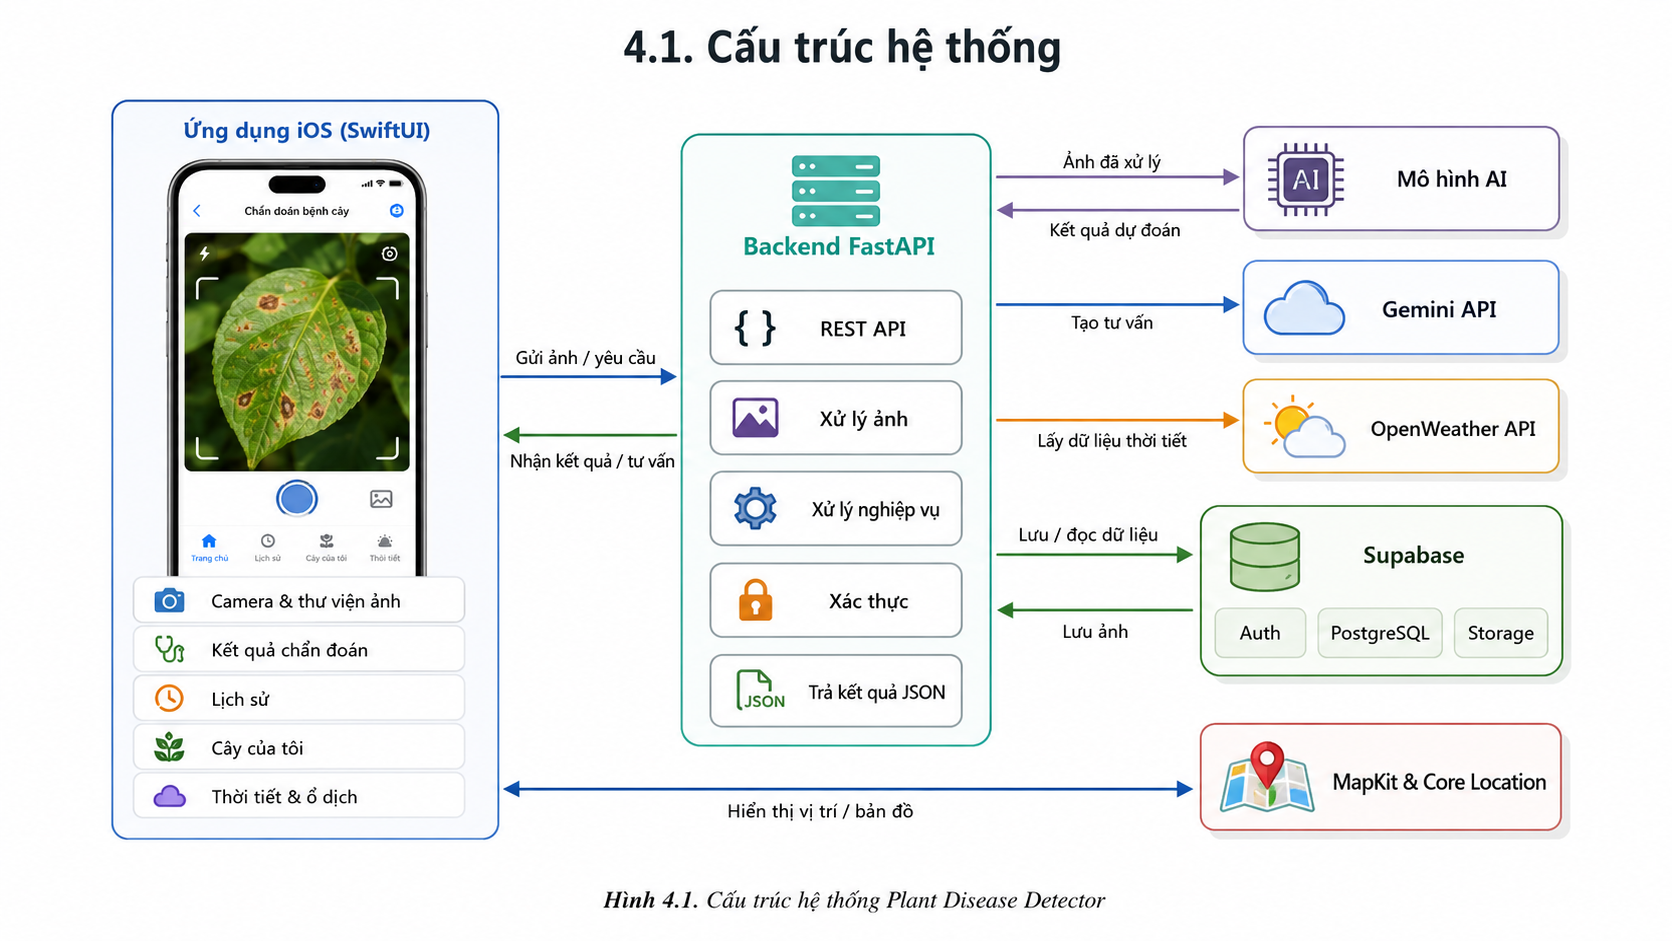 4.1. Cấu trúc hệ thống
Ứng dụng iOS (SwiftUI)
Chẩn đoán bệnh cây
Trang chủ
Lịch sử
Cây của tôi
Thời tiết
Camera & thư viện ảnh
Kết quả chẩn đoán
Lịch sử
Cây của tôi
Thời tiết & ổ dịch
Gửi ảnh / yêu cầu
Nhận kết quả / tư vấn
Backend FastAPI
{ } REST API
Xử lý ảnh
Xử lý nghiệp vụ
Xác thực
JSON
Trả kết quả JSON
Ảnh đã xử lý
Kết quả dự đoán
Tạo tư vấn
Lấy dữ liệu thời tiết
Lưu / đọc dữ liệu
Lưu ảnh
Hiển thị vị trí / bản đồ
AI
Mô hình AI
Gemini API
OpenWeather API
Supabase
Auth
PostgreSQL
Storage
MapKit & Core Location
Hình 4.1. Cấu trúc hệ thống Plant Disease Detector